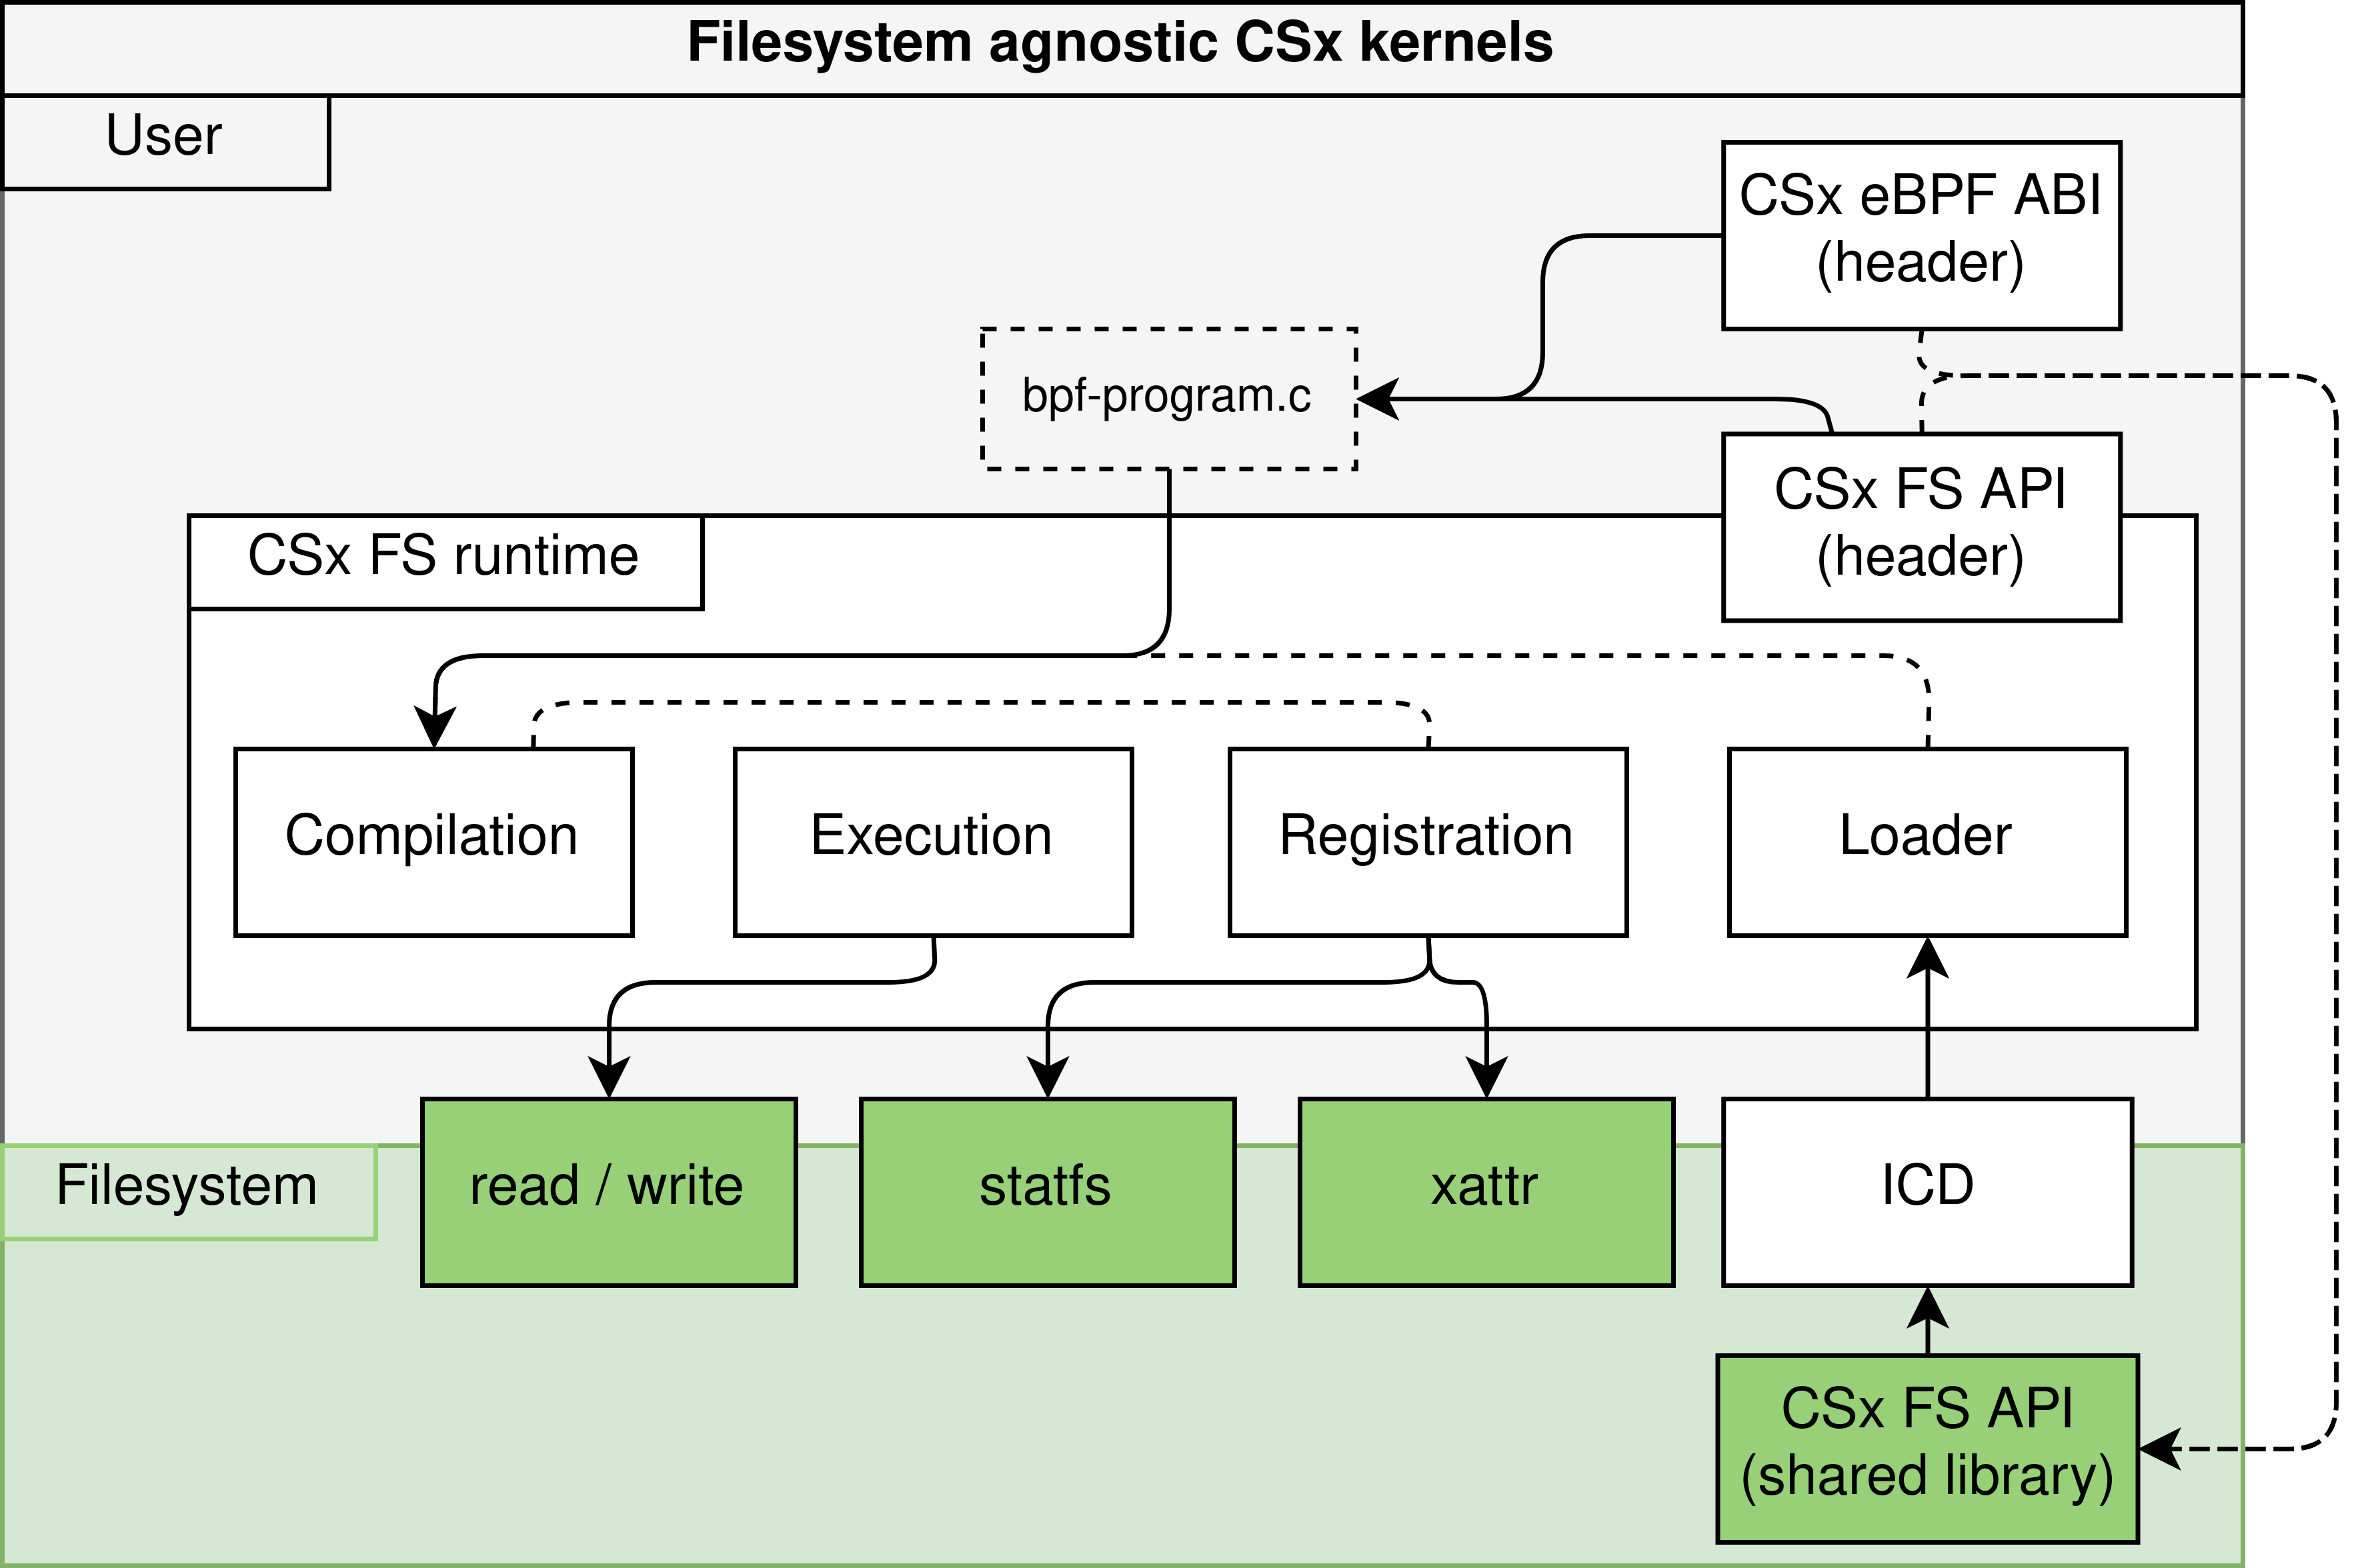 Filesystem agnostic CSx kernels
User
CSx eBPF ABI
(header)
bpf-program.c
CSx FS API
(header)
CSx FS runtime
Compilation
Execution
Registration
Loader
Filesystem
read / write
statfs
xattr
ICD
CSx FS API
(shared library)